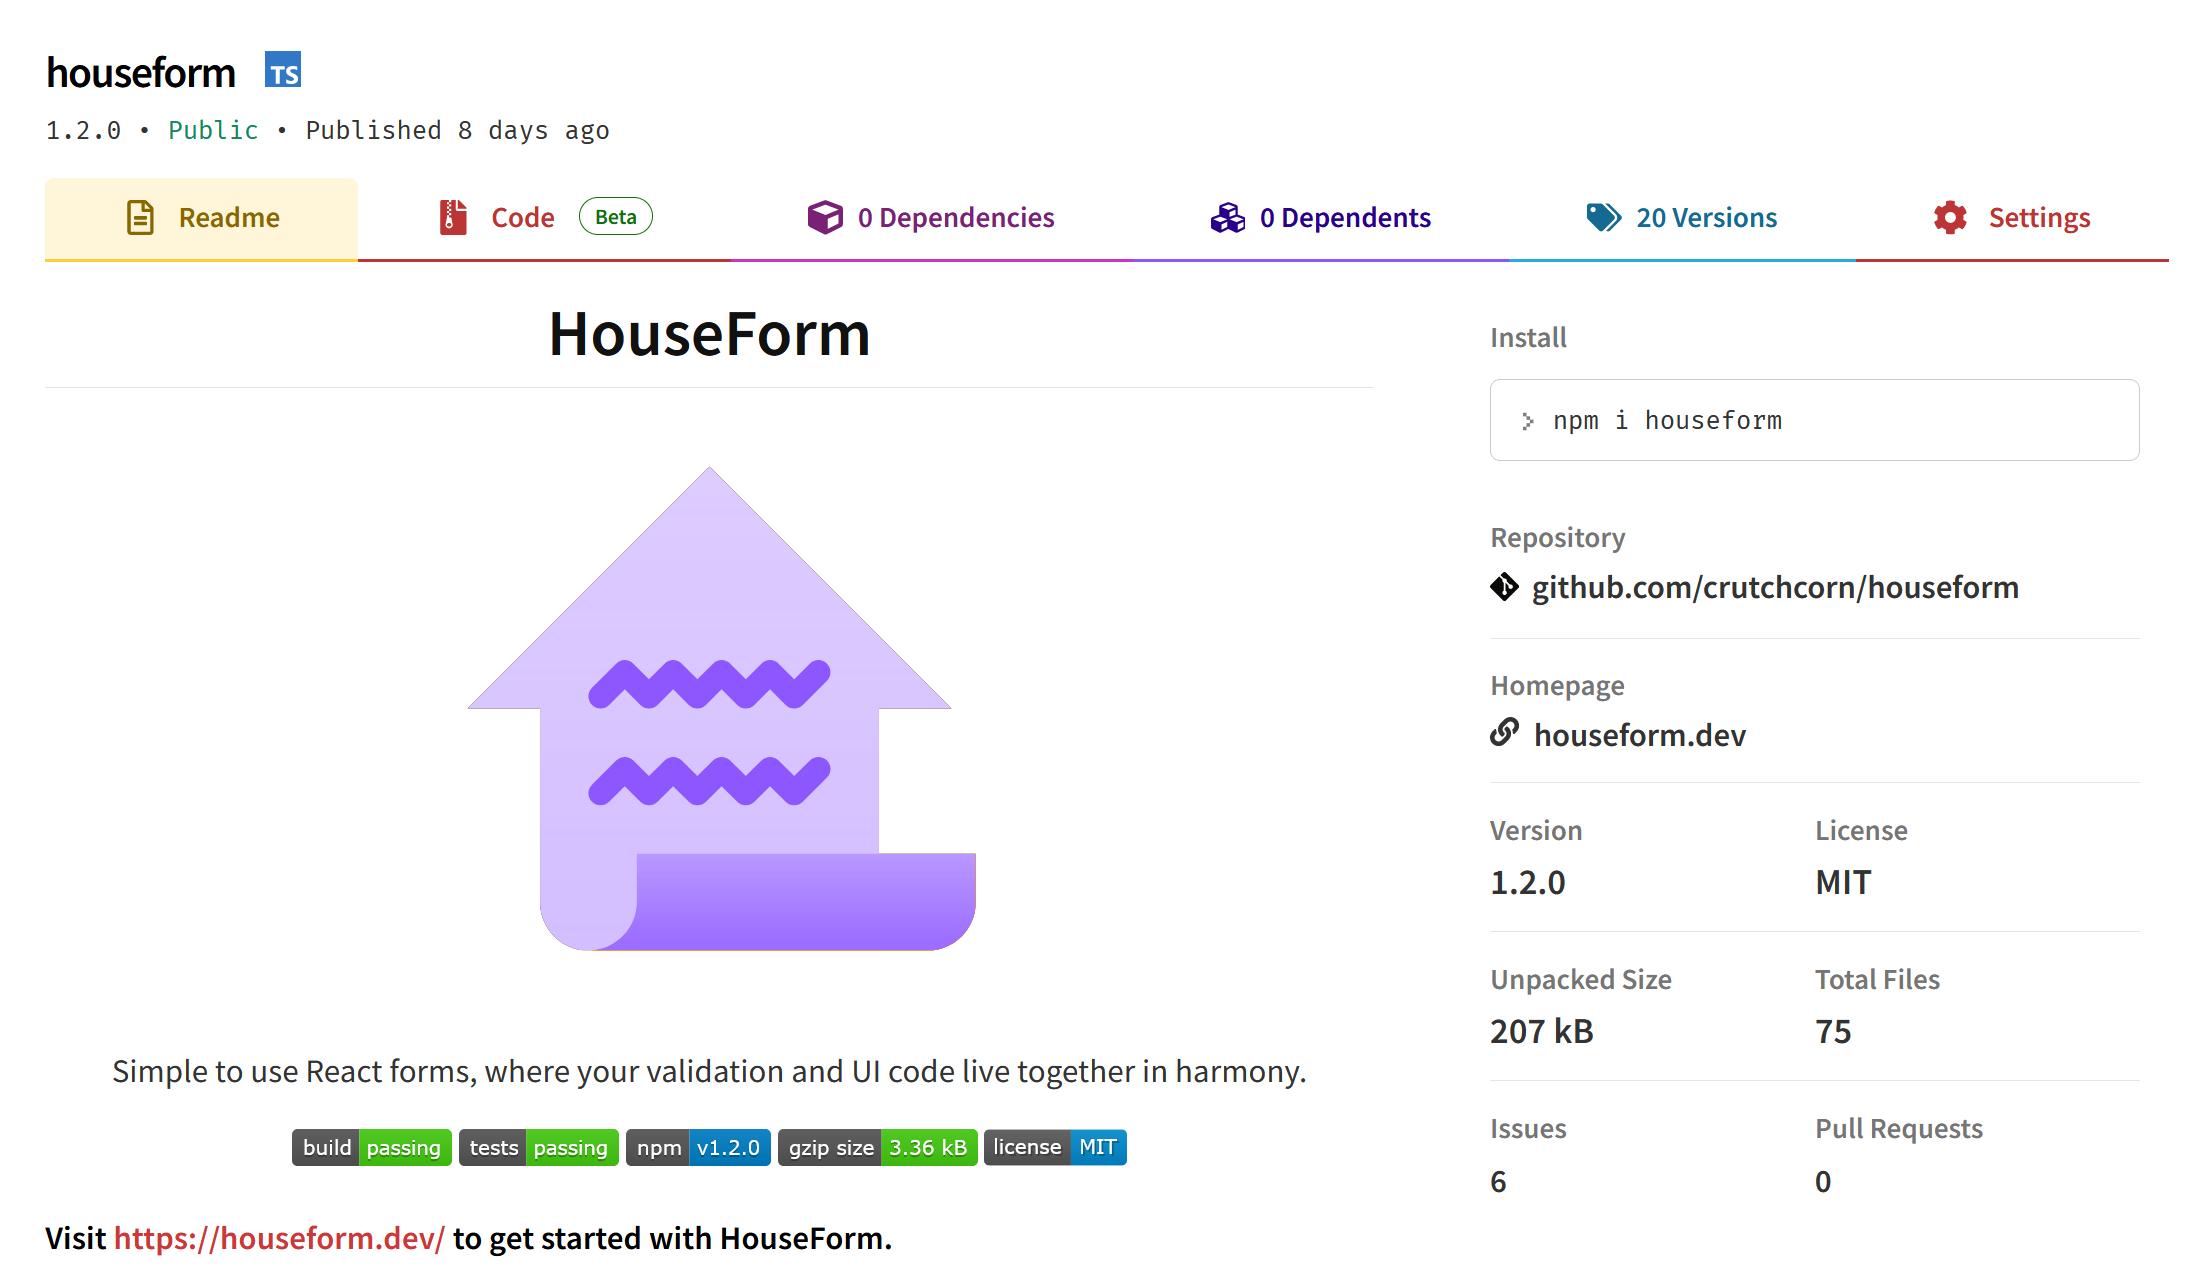 houseform TS
1.2.0 • Public • Published 8 days ago
Readme
Code Beta
0 Dependencies
0 Dependents
20 Versions
Settings
HouseForm
Simple to use React forms, where your validation and UI code live together in harmony.
build passing tests passing npm v1.2.0 gzip size 3.36 kB license MIT
Visit https://houseform.dev/ to get started with HouseForm.
Install
> npm i houseform
Repository
github.com/crutchcorn/houseform
Homepage
houseform.dev
Version
1.2.0
License
MIT
Unpacked Size
207 kB
Total Files
75
Issues
6
Pull Requests
0